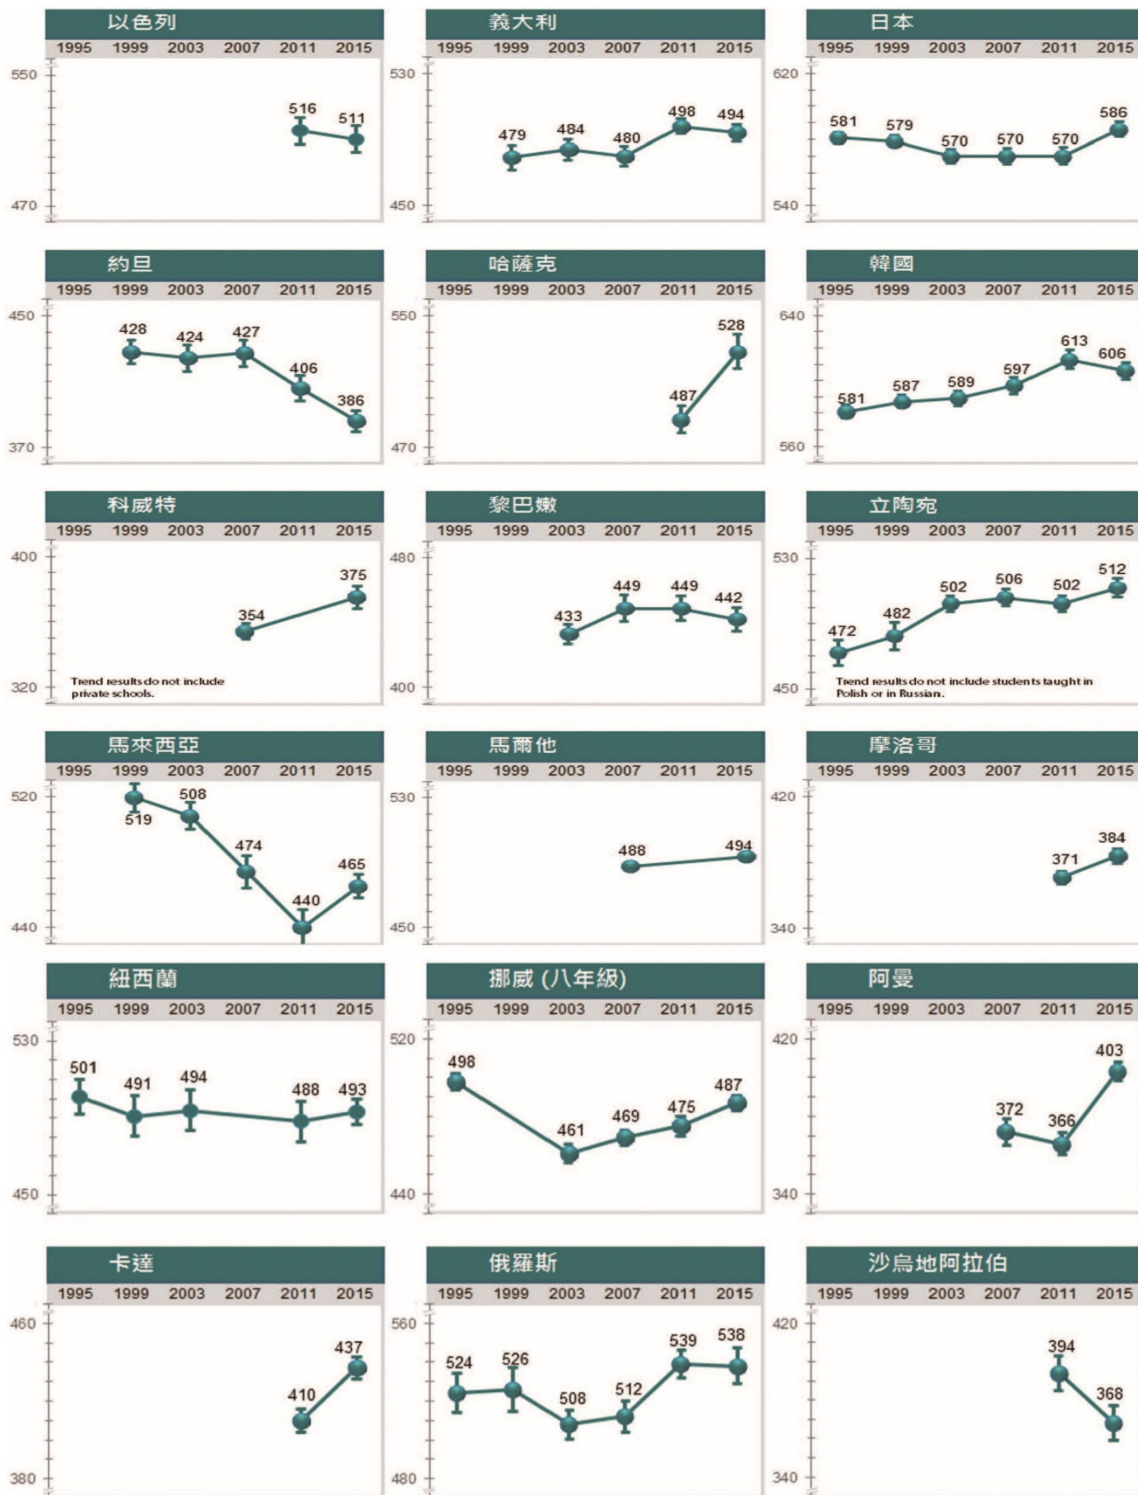 以色列
1995 1999 2003 2007 2011 2015
550
516
511
470
義大利
1995 1999 2003 2007 2011 2015
530
479
484
480
498
494
450
日本
1995 1999 2003 2007 2011 2015
620
581
579
570
570
570
586
540
約旦
1995 1999 2003 2007 2011 2015
450
428
424
427
406
386
370
哈薩克
1995 1999 2003 2007 2011 2015
550
528
487
470
韓國
1995 1999 2003 2007 2011 2015
640
581
587
589
597
613
606
560
科威特
1995 1999 2003 2007 2011 2015
400
354
375
Trend results do not include
private schools.
320
黎巴嫩
1995 1999 2003 2007 2011 2015
480
433
449
449
442
400
立陶宛
1995 1999 2003 2007 2011 2015
530
472
482
502
506
502
512
Trend results do not include students taught in
Polish or in Russian.
450
馬來西亞
1995 1999 2003 2007 2011 2015
520
519
508
474
440
465
440
馬爾他
1995 1999 2003 2007 2011 2015
530
488
494
450
摩洛哥
1995 1999 2003 2007 2011 2015
420
371
384
340
紐西蘭
1995 1999 2003 2007 2011 2015
530
501
491
494
488
493
450
挪威 (八年級)
1995 1999 2003 2007 2011 2015
520
498
461
469
475
487
440
阿曼
1995 1999 2003 2007 2011 2015
420
372
366
403
340
卡達
1995 1999 2003 2007 2011 2015
460
410
437
380
俄羅斯
1995 1999 2003 2007 2011 2015
560
524
526
508
512
539
538
480
沙烏地阿拉伯
1995 1999 2003 2007 2011 2015
420
394
368
340